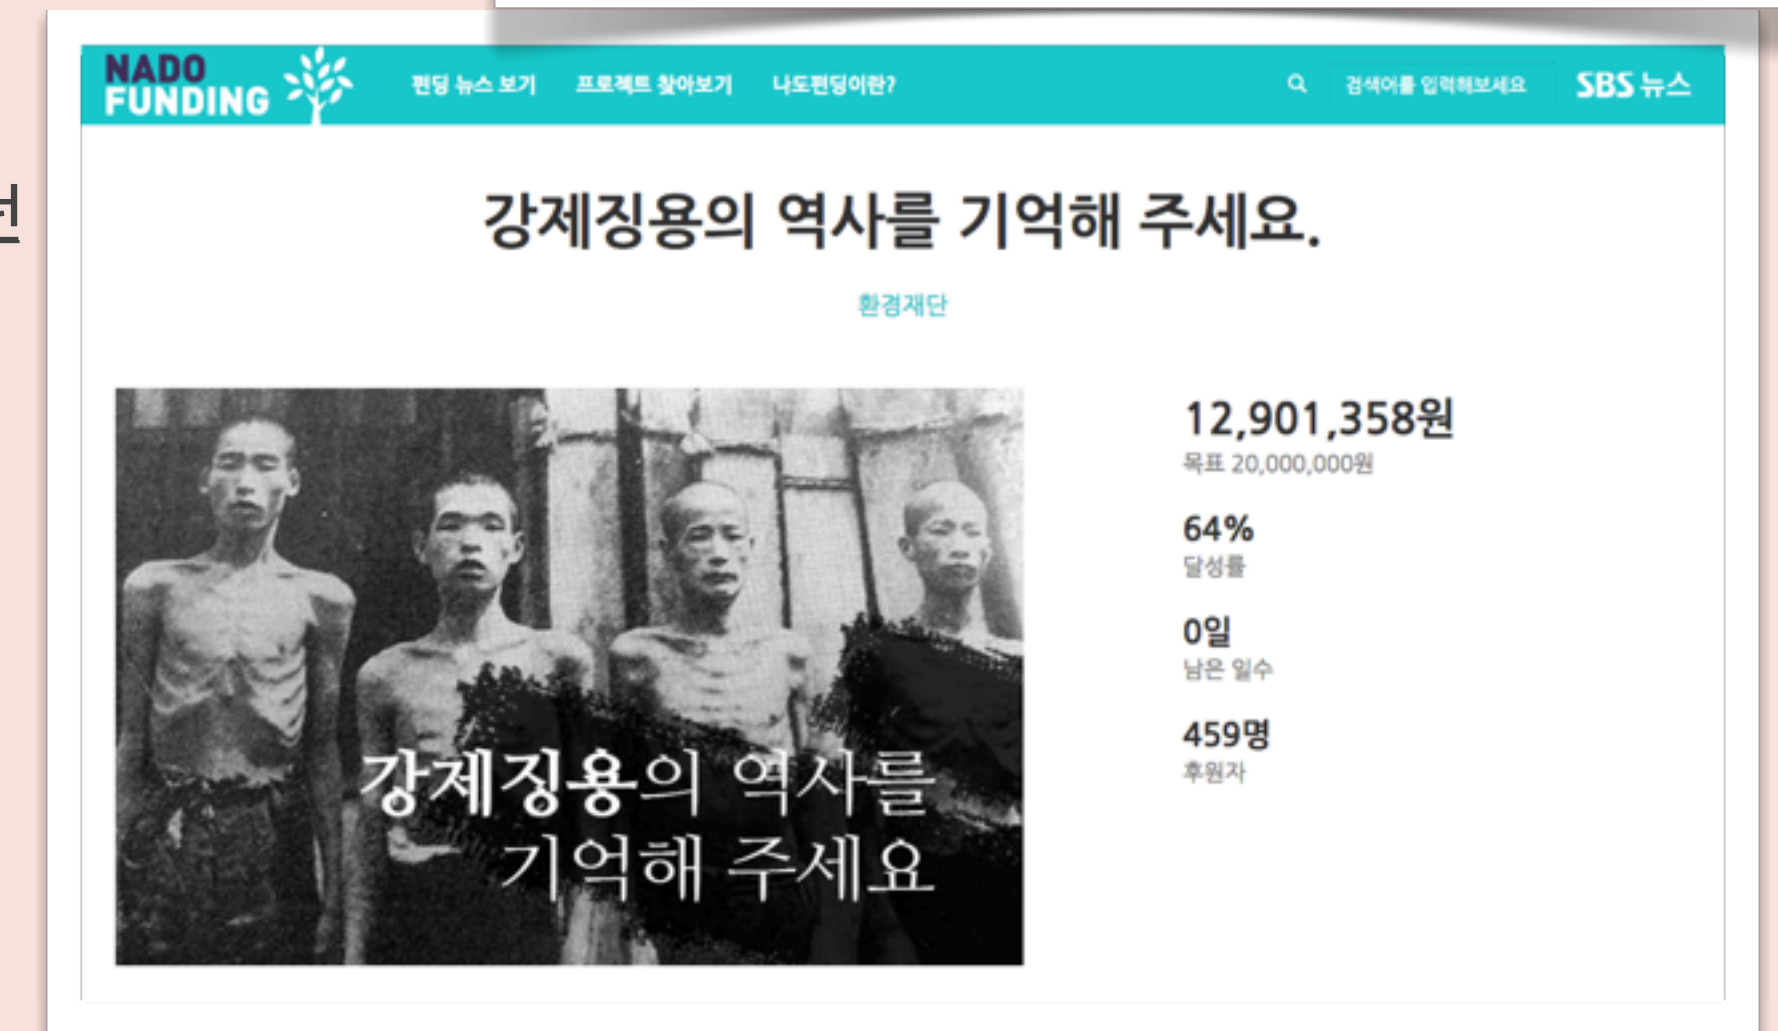 NADO
FUNDING
펀딩 뉴스 보기 프로젝트 찾아보기 나도펀딩이란? 검색어를 입력해보세요 SBS 뉴스
강제징용의 역사를 기억해 주세요.
환경재단
강제징용의 역사를
기억해 주세요
12,901,358원
목표 20,000,000원
64%
달성률
0일
남은 일수
459명
후원자